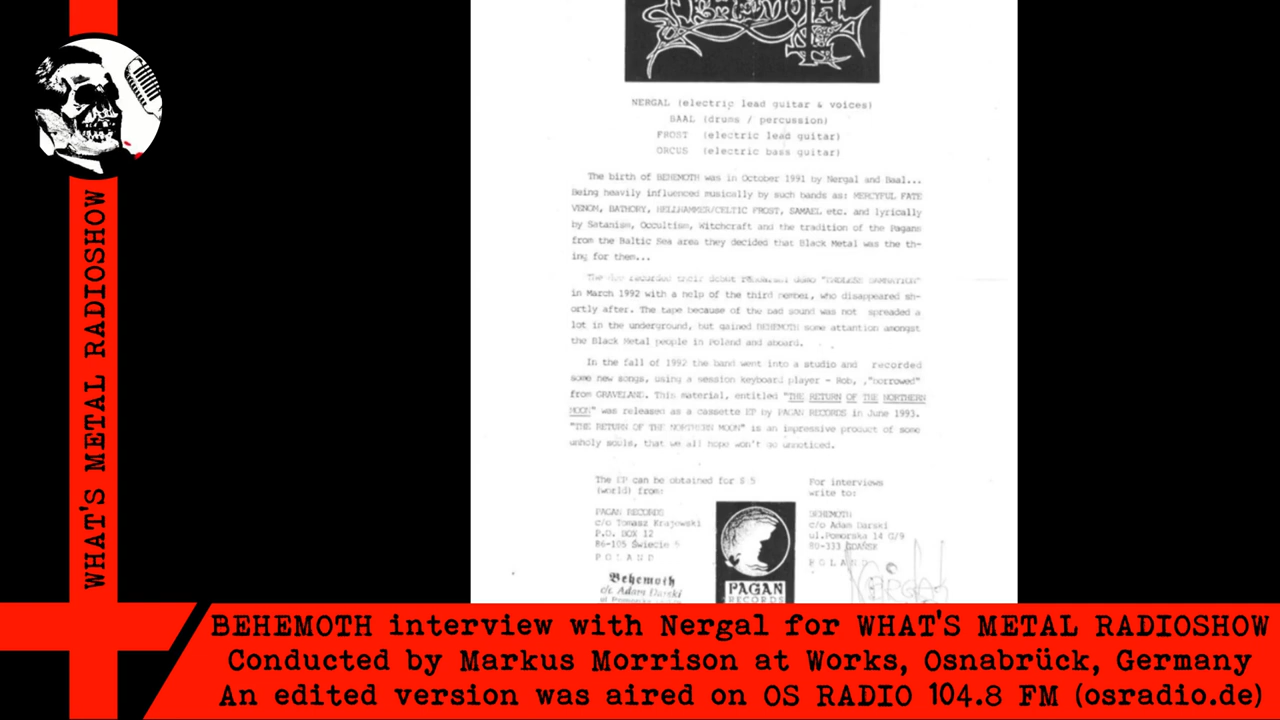 BEHEMOTH
NERGAL (electric lead guitar & voices)
BAAL (drums / percussion)
FROST (electric lead guitar)
ORCUS (electric bass guitar)
The birth of BEHEMOTH was in October 1991 by Nergal and Baal...
Being heavily influenced musically by such bands as: MERCYFUL FATE
VENOM, BATHORY, HELLHAMMER/CELTIC FROST, SAMAEL etc. and lyrically
by Satanism, Occultism, Witchcraft and the tradition of the Pagans
from the Baltic Sea area they decided that Black Metal was the th-
ing for them...
The duo recorded their debut rehearsal demo "ENDLESS DAMNATION"
in March 1992 with a help of the third member, who disappeared sh-
ortly after. The tape because of the bad sound was not spreaded a
lot in the underground, but gained BEHEMOTH some attantion amongst
the Black Metal people in Poland and aboard.
In the fall of 1992 the band went into a studio and recorded
some new songs, using a session keyboard player - Rob, ,"borrowed"
from GRAVELAND. This material, entitled "THE RETURN OF THE NORTHERN
MOON" was released as a cassette EP by PAGAN RECORDS in June 1993.
"THE RETURN OF THE NORTHERN MOON" is an impressive product of some
unholy souls, that we all hope won't go unnoticed.
The EP can be obtained for $ 5
(world) from:
PAGAN RECORDS
c/o Tomasz Krajewski
P.O. BOX 12
86-105 Świecie 5
POLAND
Behemoth
c/o Adam Darski
PAGAN
RECORDS
For interviews
write to:
BEHEMOTH
c/o Adam Darski
ul.Pomorska 14 G/9
80-333 GDAŃSK
POLAND
WHAT'S METAL RADIOSHOW
BEHEMOTH interview with Nergal for WHAT'S METAL RADIOSHOW
Conducted by Markus Morrison at Works, Osnabrück, Germany
An edited version was aired on OS RADIO 104.8 FM (osradio.de)